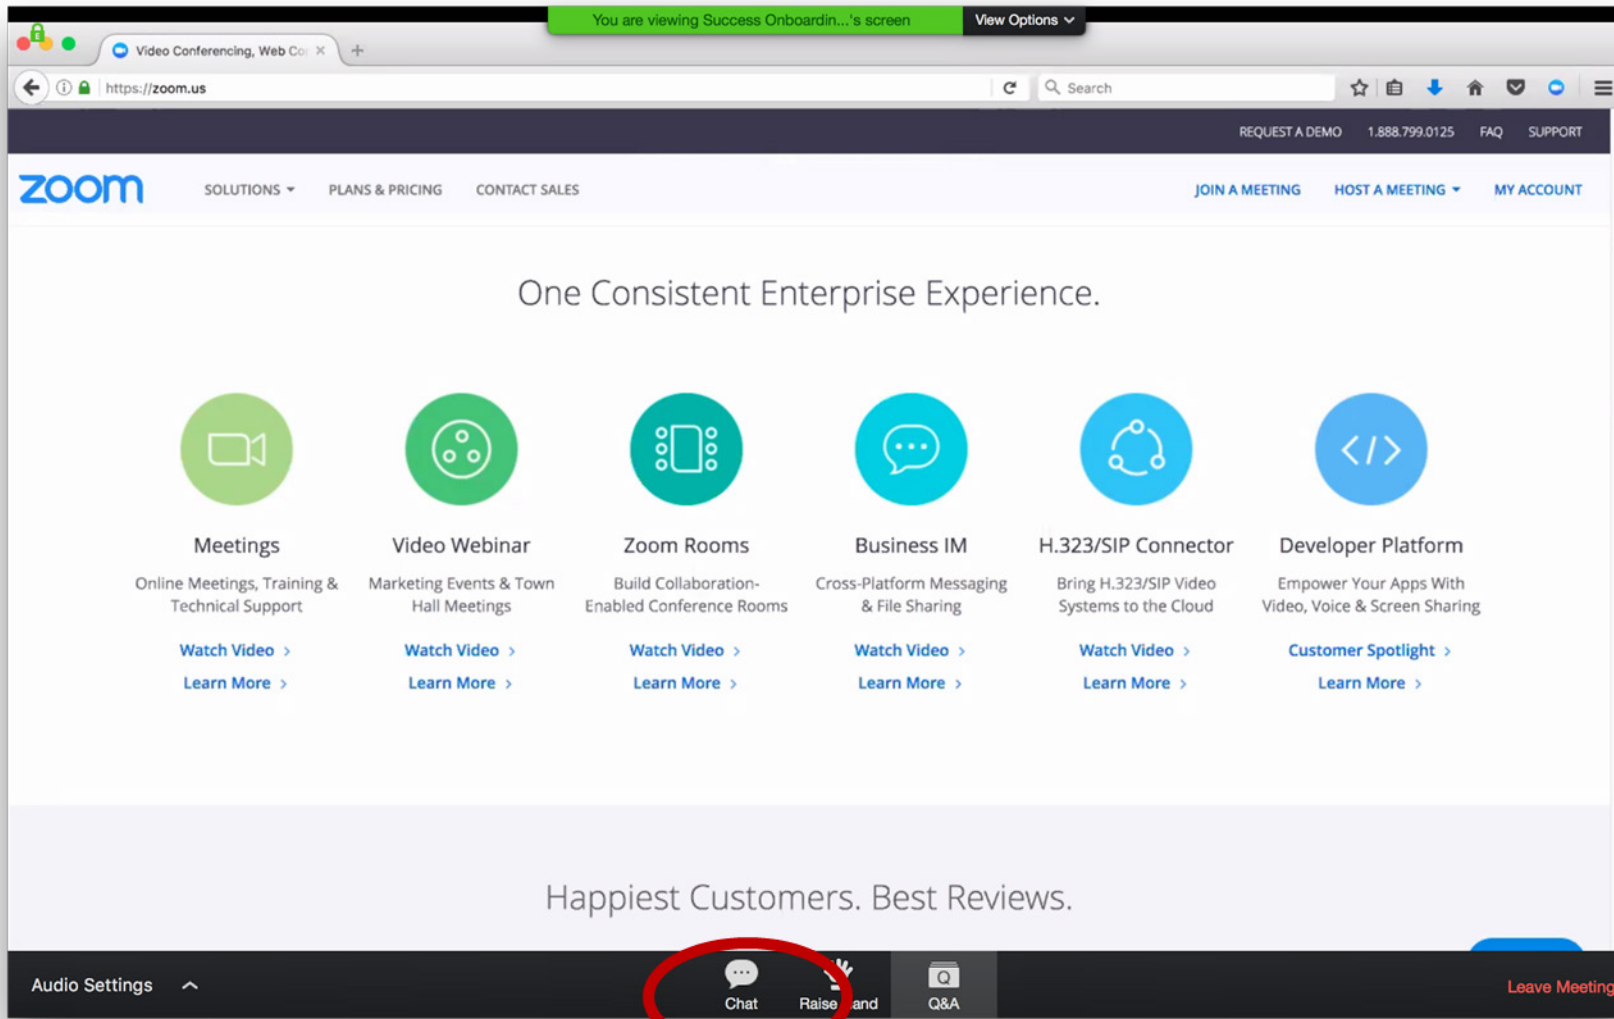 You are viewing Success Onboardin...'s screen
View Options
Video Conferencing, Web Co
https://zoom.us
Search
REQUEST A DEMO
1.888.799.0125
FAQ
SUPPORT
zoom
SOLUTIONS
PLANS & PRICING
CONTACT SALES
JOIN A MEETING
HOST A MEETING
MY ACCOUNT
One Consistent Enterprise Experience.
</>
Meetings
Online Meetings, Training &
Technical Support
Watch Video >
Learn More >
Video Webinar
Marketing Events & Town
Hall Meetings
Watch Video >
Learn More >
Zoom Rooms
Build Collaboration-
Enabled Conference Rooms
Watch Video >
Learn More >
Business IM
Cross-Platform Messaging
& File Sharing
Watch Video >
Learn More >
H.323/SIP Connector
Bring H.323/SIP Video
Systems to the Cloud
Watch Video >
Learn More >
Developer Platform
Empower Your Apps With
Video, Voice & Screen Sharing
Customer Spotlight >
Learn More >
Happiest Customers. Best Reviews.
Audio Settings
Chat
Raise
and
Q
Q&A
Leave Meeting